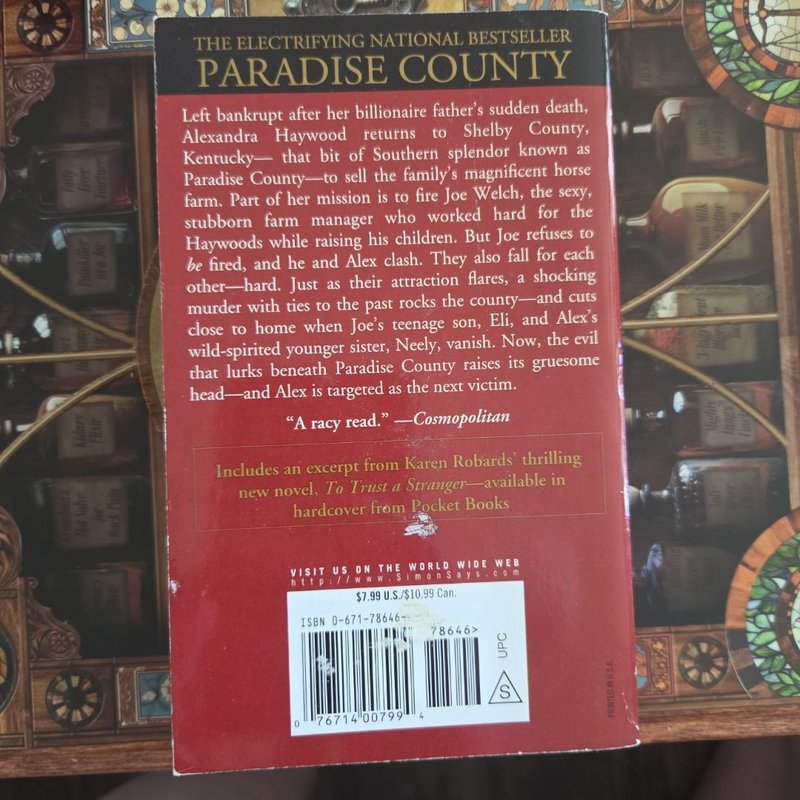 THE ELECTRIFYING NATIONAL BESTSELLER
PARADISE COUNTY
Left bankrupt after her billionaire father's sudden death,
Alexandra Haywood returns to Shelby County,
Kentucky— that bit of Southern splendor known as
Paradise County—to sell the family's magnificent horse
farm. Part of her mission is to fire Joe Welch, the sexy,
stubborn farm manager who worked hard for the
Haywoods while raising his children. But Joe refuses to
be fired, and he and Alex clash. They also fall for each
other—hard. Just as their attraction flares, a shocking
murder with ties to the past rocks the county—and cuts
close to home when Joe's teenage son, Eli, and Alex's
wild-spirited younger sister, Neely, vanish. Now, the evil
that lurks beneath Paradise County raises its gruesome
head—and Alex is targeted as the next victim.
"A racy read." —Cosmopolitan
Includes an excerpt from Karen Robards' thrilling
new novel, To Trust a Stranger—available in
hardcover from Pocket Books
VISIT US ON THE WORLD WIDE WEB
http://www.SimonSays.com
$7.99 U.S./$10.99 Can.
ISBN 0-671-78646-
78646>
UPC
S
0 76714 00799 4
PRINTED IN U.S.A.
Painkiller
in a Jar
Kidney
Elixir